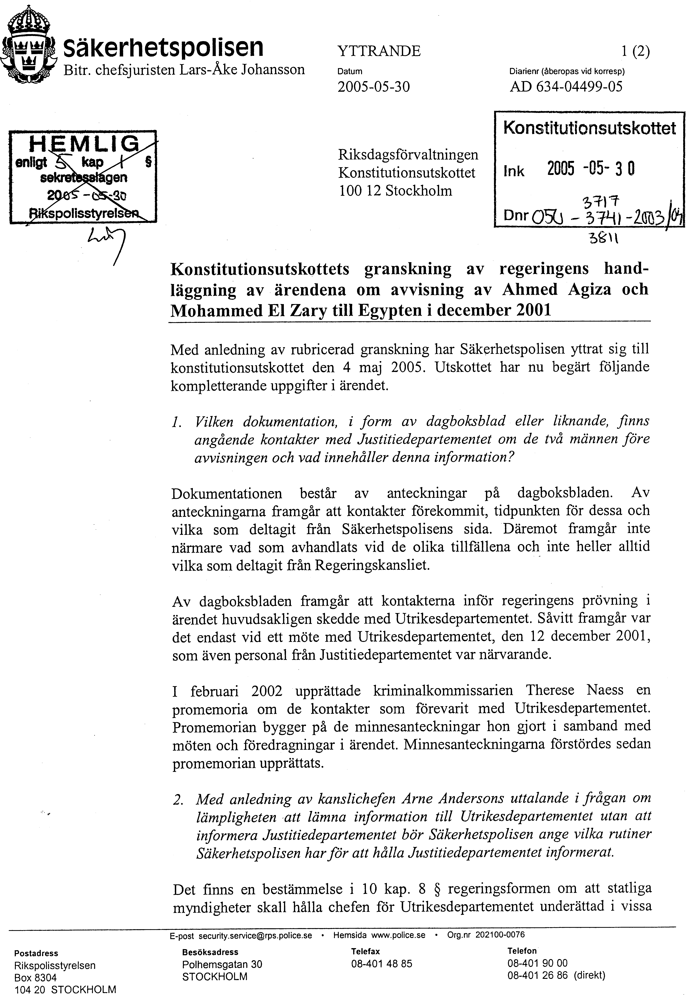 Säkerhetspolisen
Bitr. chefsjuristen Lars-Åke Johansson
YTTRANDE
1 (2)
Datum
2005-05-30
Diarienr (åberopas vid korresp)
AD 634-04499-05
HEMLIG
enligt 5 kap 1 §
sekretesslagen
2005-05-30
Rikspolisstyrelsen
Riksdagsförvaltningen
Konstitutionsutskottet
100 12 Stockholm
Konstitutionsutskottet
Ink 2005 -05- 30
3717
Dnr 050 - 3741 - 2003/04
3811
Konstitutionsutskottets granskning av regeringens hand-
läggning av ärendena om avvisning av Ahmed Agiza och
Mohammed El Zary till Egypten i december 2001
Med anledning av rubricerad granskning har Säkerhetspolisen yttrat sig till
konstitutionsutskottet den 4 maj 2005. Utskottet har nu begärt följande
kompletterande uppgifter i ärendet.
1. Vilken dokumentation, i form av dagboksblad eller liknande, finns
angående kontakter med Justitiedepartementet om de två männen före
avvisningen och vad innehåller denna information?
Dokumentationen består av anteckningar på dagboksbladen. Av
anteckningarna framgår att kontakter förekommit, tidpunkten för dessa och
vilka som deltagit från Säkerhetspolisens sida. Däremot framgår inte
närmare vad som avhandlats vid de olika tillfällena och inte heller alltid
vilka som deltagit från Regeringskansliet.
Av dagboksbladen framgår att kontakterna inför regeringens prövning i
ärendet huvudsakligen skedde med Utrikesdepartementet. Såvitt framgår var
det endast vid ett möte med Utrikesdepartementet, den 12 december 2001,
som även personal från Justitiedepartementet var närvarande.
I februari 2002 upprättade kriminalkommissarien Therese Naess en
promemoria om de kontakter som förevarit med Utrikesdepartementet.
Promemorian bygger på de minnesanteckningar hon gjort i samband med
möten och föredragningar i ärendet. Minnesanteckningarna förstördes sedan
promemorian upprättats.
2. Med anledning av kanslichefen Arne Andersons uttalande i frågan om
lämpligheten att lämna information till Utrikesdepartementet utan att
informera Justitiedepartementet bör Säkerhetspolisen ange vilka rutiner
Säkerhetspolisen har för att hålla Justitiedepartementet informerat.
Det finns en bestämmelse i 10 kap. 8 § regeringsformen om att statliga
myndigheter skall hålla chefen för Utrikesdepartementet underättad i vissa
E-post security.service@rps.police.se • Hemsida www.police.se • Org.nr 202100-0076
Postadress
Rikspolisstyrelsen
Box 8304
104 20 STOCKHOLM
Besöksadress
Polhemsgatan 30
STOCKHOLM
Telefax
08-401 48 85
Telefon
08-401 90 00
08-401 26 86 (direkt)